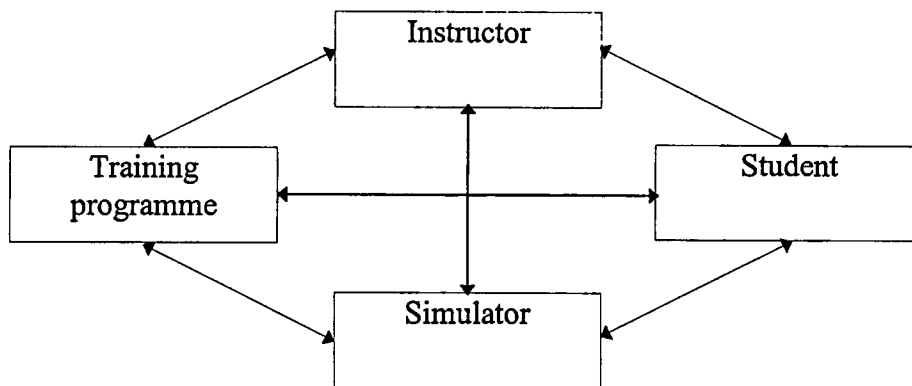 Instructor
Training
programme
Student
Simulator